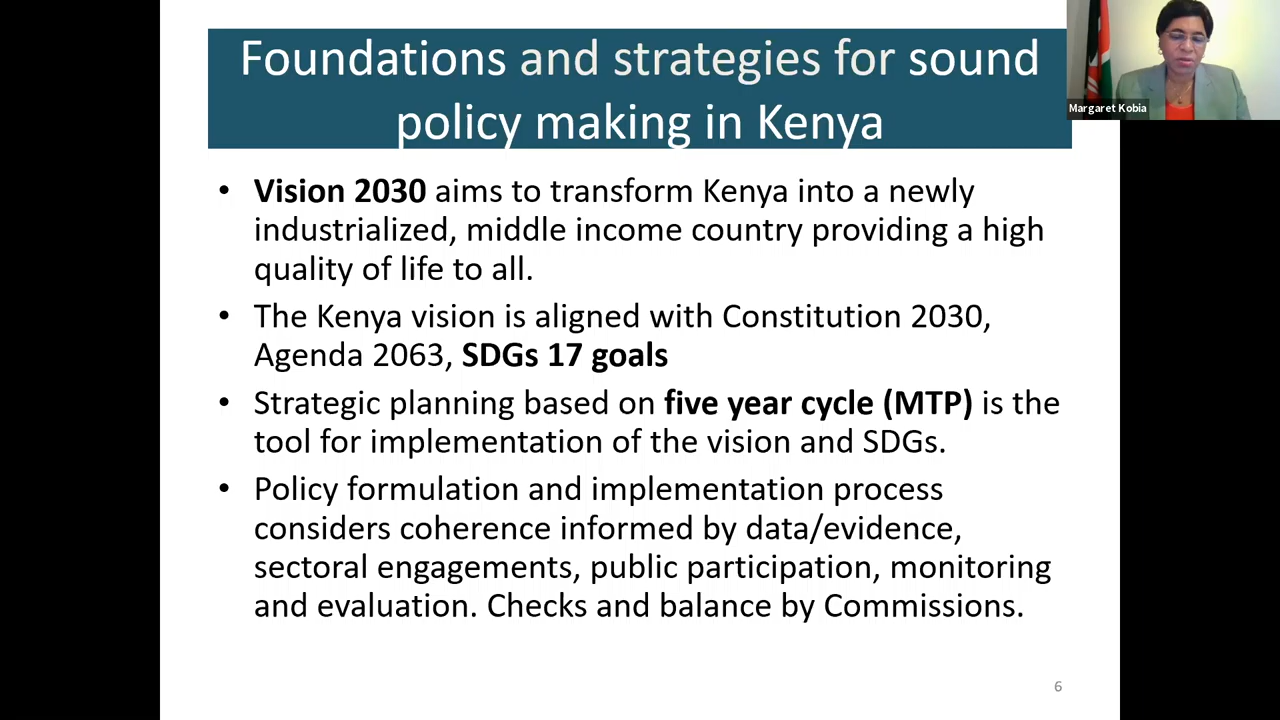 Foundations and strategies for sound
policy making in Kenya
Margaret Kobia
• Vision 2030 aims to transform Kenya into a newly
industrialized, middle income country providing a high
quality of life to all.
• The Kenya vision is aligned with Constitution 2030,
Agenda 2063, SDGs 17 goals
• Strategic planning based on five year cycle (MTP) is the
tool for implementation of the vision and SDGs.
• Policy formulation and implementation process
considers coherence informed by data/evidence,
sectoral engagements, public participation, monitoring
and evaluation. Checks and balance by Commissions.
6